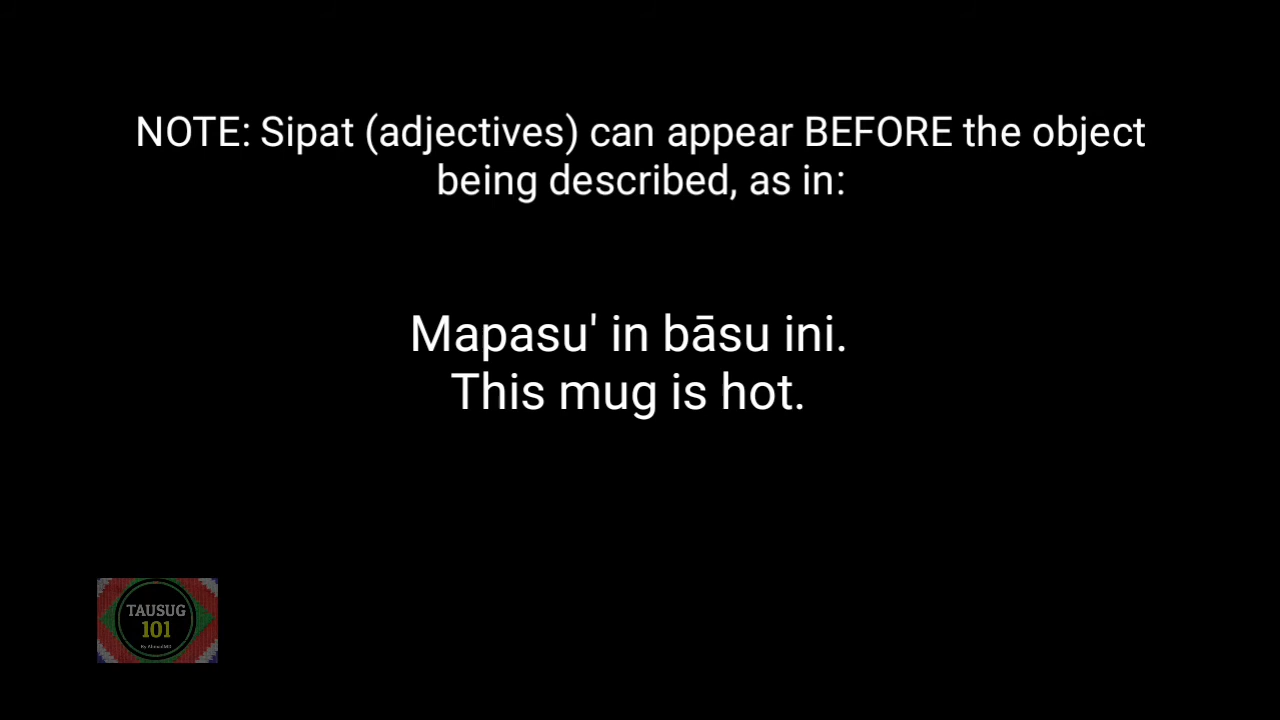 NOTE: Sipat (adjectives) can appear BEFORE the object
being described, as in:
Mapasu' in bāsu ini.
This mug is hot.
TAUSUG
101